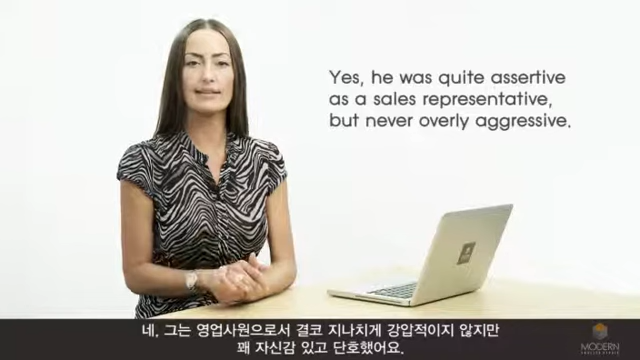 Yes, he was quite assertive
as a sales representative,
but never overly aggressive.
네, 그는 영업사원으로서 결코 지나치게 강압적이지 않지만
꽤 자신감 있고 단호했어요.
MODERN